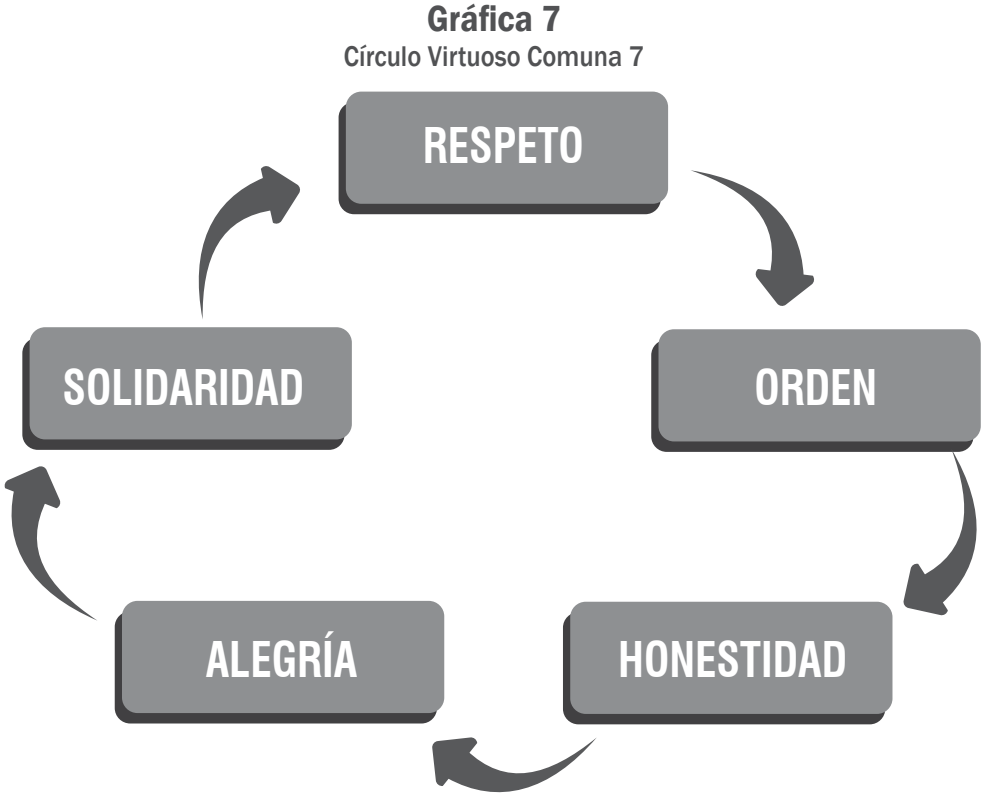 Gráfica 7
Círculo Virtuoso Comuna 7
RESPETO
ORDEN
HONESTIDAD
ALEGRÍA
SOLIDARIDAD